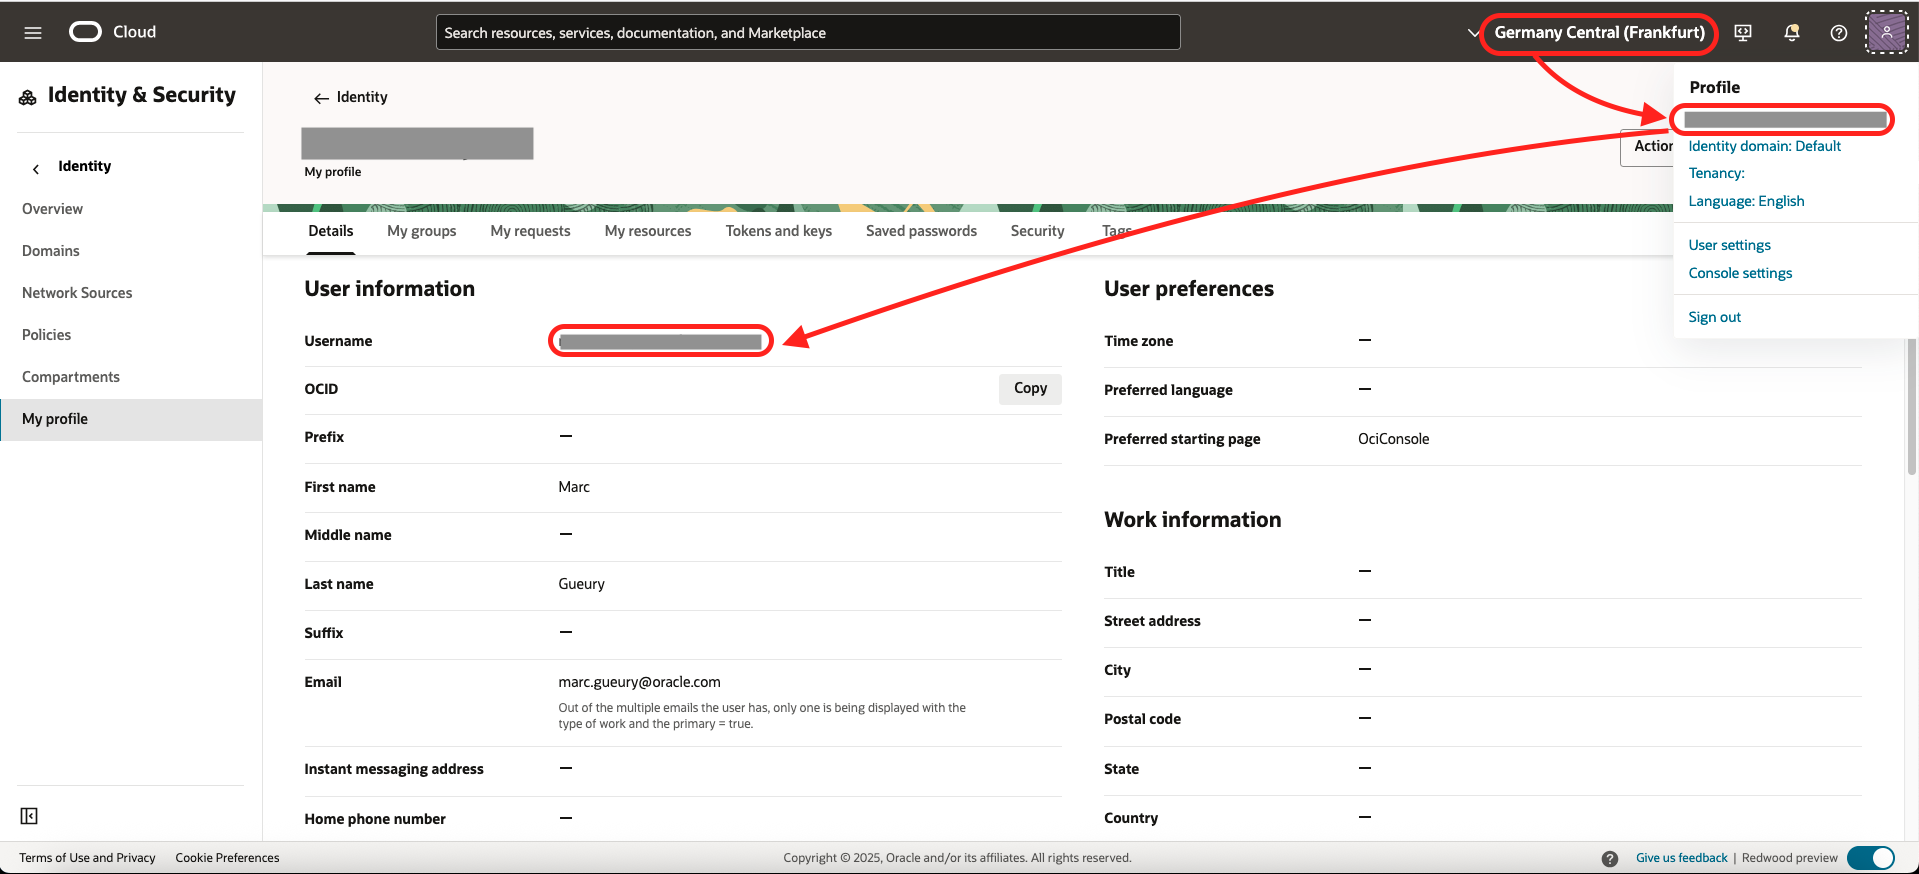 Cloud
Search resources, services, documentation, and Marketplace
Germany Central (Frankfurt)
Identity & Security
Identity
Overview
Domains
Network Sources
Policies
Compartments
My profile
Identity
My profile
Action
Profile
Identity domain: Default
Tenancy:
Language: English
User settings
Console settings
Sign out
Details
My groups
My requests
My resources
Tokens and keys
Saved passwords
Security
Tags
User information
Username
OCID
Copy
Prefix —
First name Marc
Middle name —
Last name Gueury
Suffix —
Email marc.gueury@oracle.com
Out of the multiple emails the user has, only one is being displayed with the
type of work and the primary = true.
Instant messaging address —
Home phone number —
User preferences
Time zone —
Preferred language —
Preferred starting page OciConsole
Work information
Title —
Street address —
City —
Postal code —
State —
Country —
Terms of Use and Privacy
Cookie Preferences
Copyright © 2025, Oracle and/or its affiliates. All rights reserved.
Give us feedback | Redwood preview